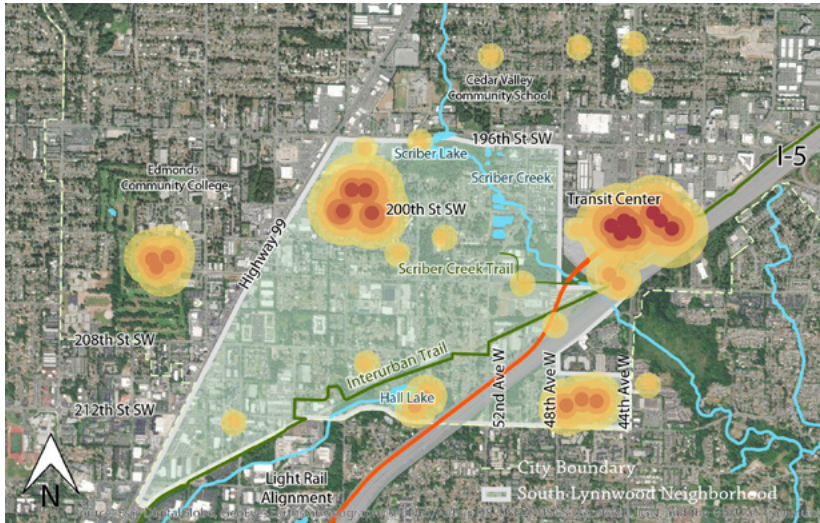 Cedar Valley
Community School
196th St SW
I-5
Scriber Lake
Edmonds
Community College
Scriber Creek
Transit Center
200th St SW
Highway 99
Scriber Creek Trail
208th St SW
Interurban Trail
212th St SW
Hall Lake
52nd Ave W
48th Ave W
44th Ave W
Light Rail
Alignment
N
City Boundary
South Lynnwood Neighborhood